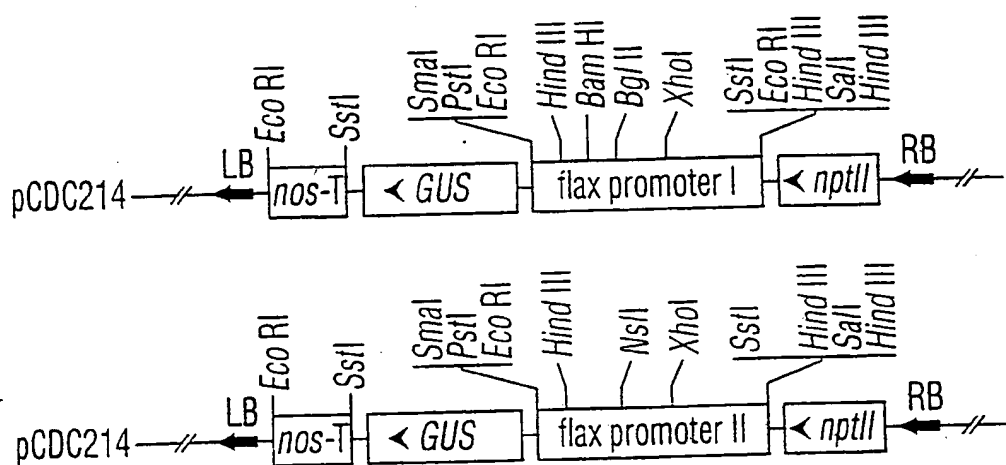 Eco RI
SstI
SmaI
PstI
Eco RI
Hind III
Bam HI
Bgl II
XhoI
SstI
Eco RI
Hind III
SalI
Hind III
LB
RB
pCDC214
nos-T
GUS
flax promoter I
nptII
Eco RI
SstI
SmaI
PstI
Eco RI
Hind III
NsiI
XhoI
SstI
Hind III
SalI
Hind III
LB
RB
pCDC214
nos-T
GUS
flax promoter II
nptII